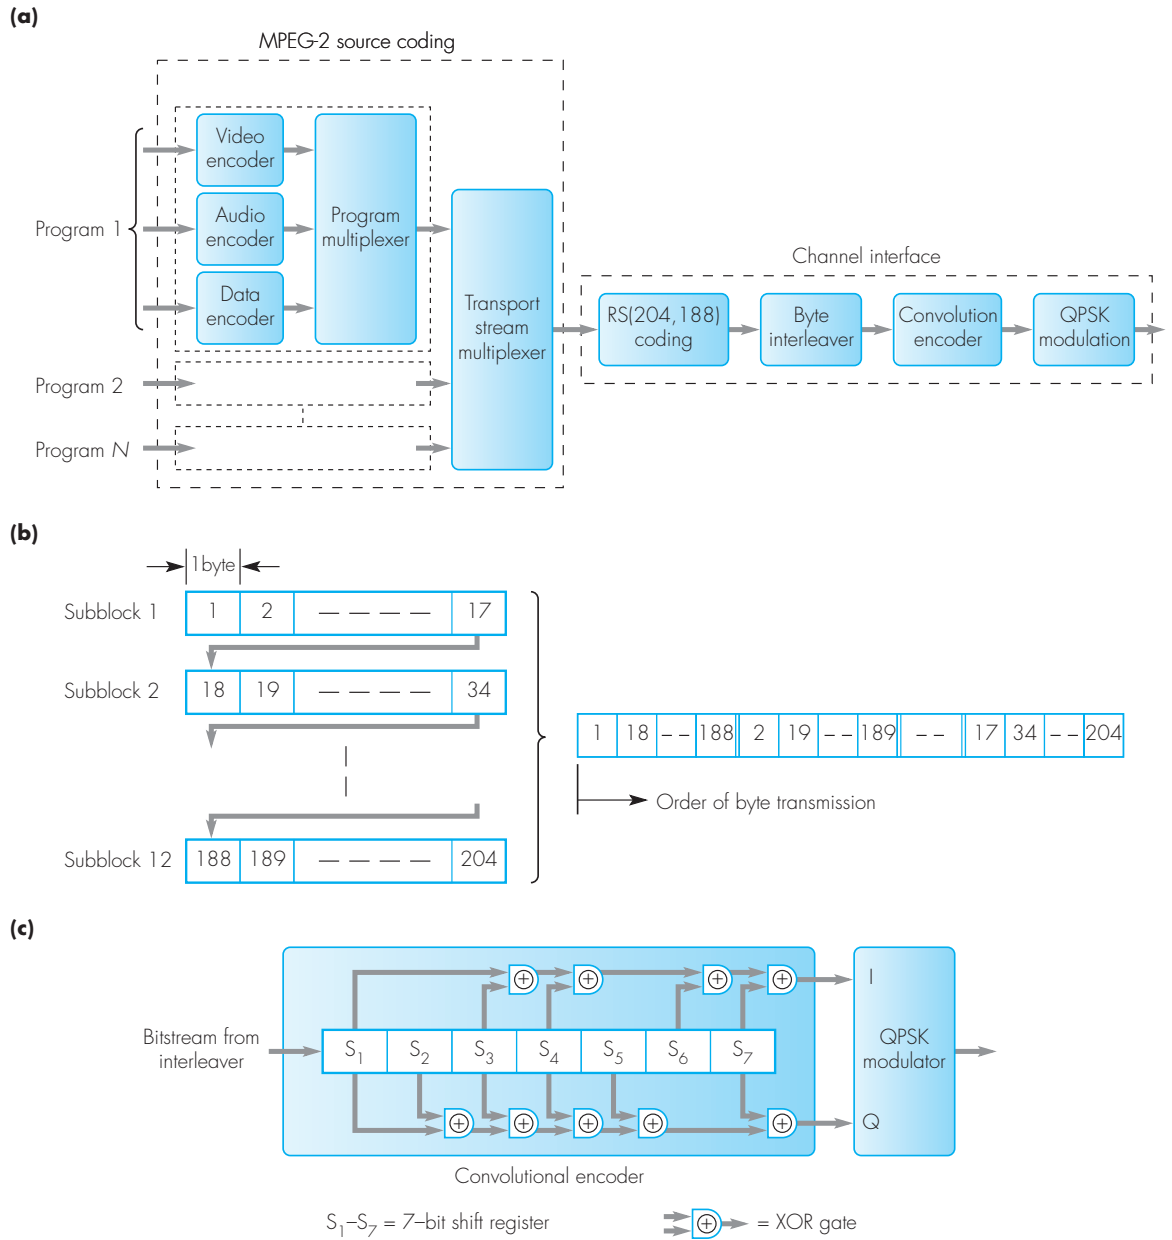 (a)
MPEG-2 source coding
Video
encoder
Audio
encoder
Data
encoder
Program
multiplexer
Program 1
Program 2
Program N
Transport
stream
multiplexer
Channel interface
RS(204,188)
coding
Byte
interleaver
Convolution
encoder
QPSK
modulation
(b)
1byte
Subblock 1
1 2 – – – – 17
Subblock 2
18 19 – – – – 34
Subblock 12
188 189 – – – – 204
1 18 – – 188 2 19 – – 189 – – 17 34 – – 204
Order of byte transmission
(c)
Bitstream from
interleaver
S1 S2 S3 S4 S5 S6 S7
I
QPSK
modulator
Q
Convolutional encoder
S1–S7 = 7-bit shift register
= XOR gate